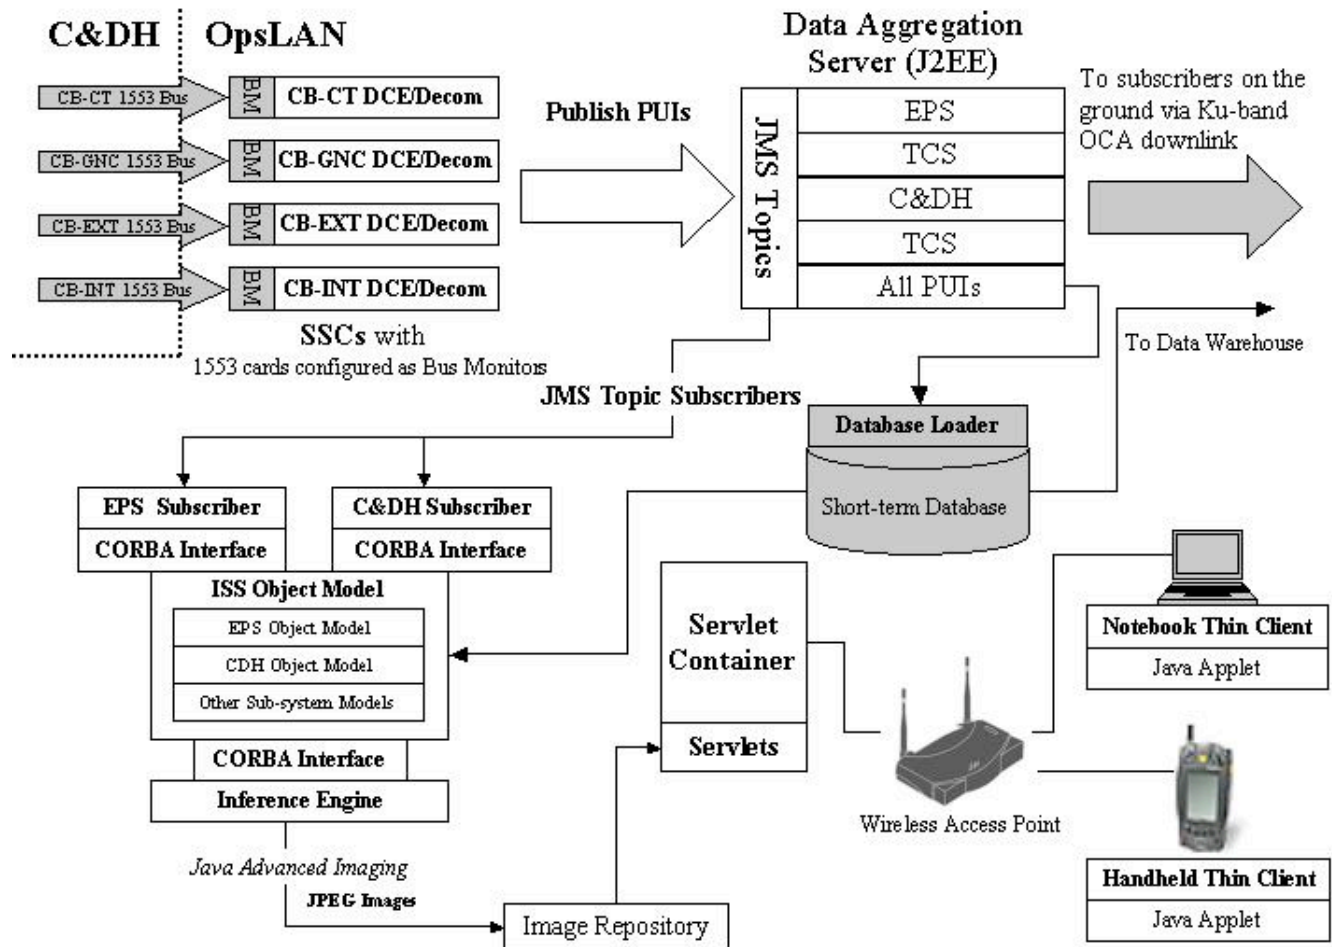 C&DH
OpsLAN
CB-CT 1553 Bus
BM
CB-CT DCE/Decom
CB-GNC 1553 Bus
BM
CB-GNC DCE/Decom
CB-EXT 1553 Bus
BM
CB-EXT DCE/Decom
CB-INT 1553 Bus
BM
CB-INT DCE/Decom
SSCs with
1553 cards configured as Bus Monitors
Publish PUIs
Data Aggregation
Server (J2EE)
JMS Topics
EPS
TCS
C&DH
TCS
All PUIs
To subscribers on the
ground via Ku-band
OCA downlink
To Data Warehouse
JMS Topic Subscribers
Database Loader
Short-term Database
EPS Subscriber
CORBA Interface
C&DH Subscriber
CORBA Interface
ISS Object Model
EPS Object Model
CDH Object Model
Other Sub-system Models
CORBA Interface
Inference Engine
Java Advanced Imaging
JPEG Images
Image Repository
Servlet
Container
Servlets
Wireless Access Point
Notebook Thin Client
Java Applet
Handheld Thin Client
Java Applet